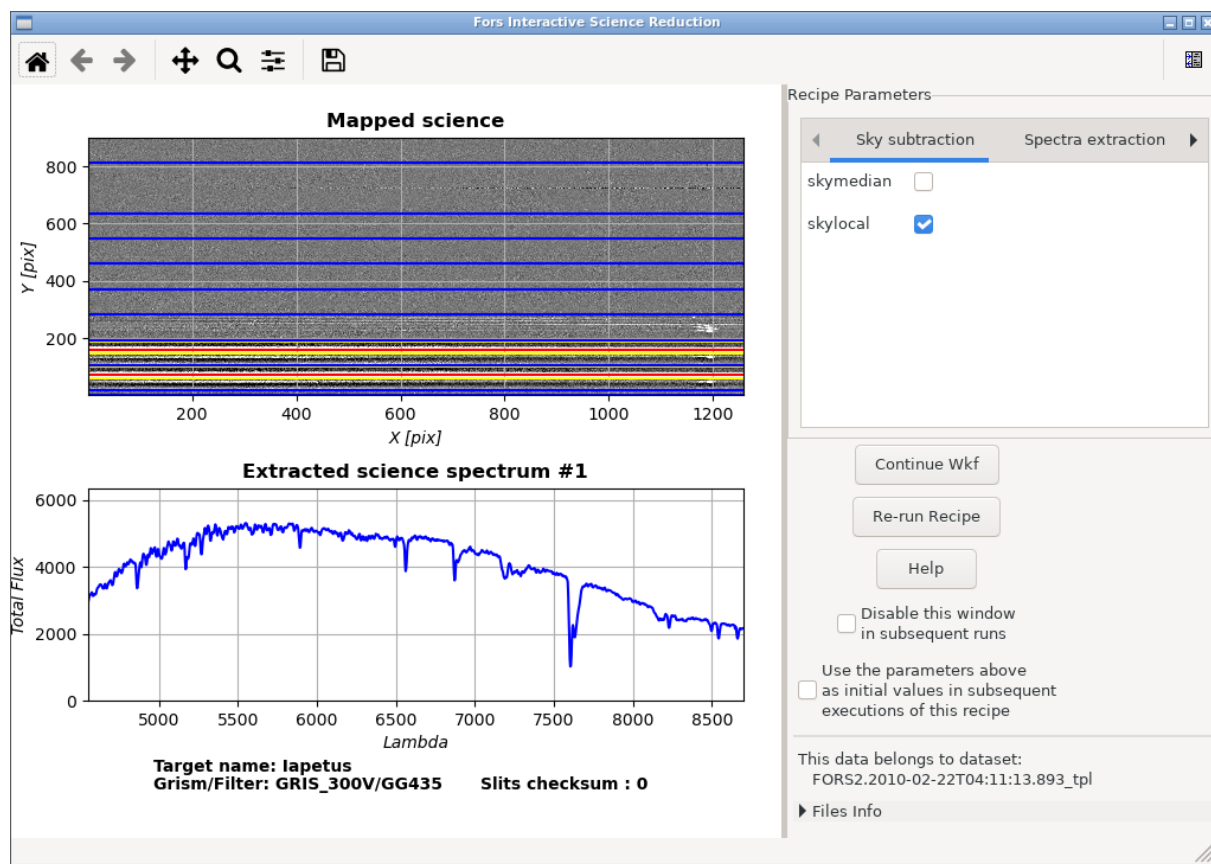 Fors Interactive Science Reduction
Mapped science
Y [pix]
800
600
400
200
200 400 600 800 1000 1200
X [pix]
Extracted science spectrum #1
Total Flux
6000
4000
2000
0
5000 5500 6000 6500 7000 7500 8000 8500
Lambda
Target name: Iapetus
Grism/Filter: GRIS_300V/GG435 Slits checksum : 0
Recipe Parameters
Sky subtraction Spectra extraction
skymedian
skylocal
Continue Wkf
Re-run Recipe
Help
Disable this window
in subsequent runs
Use the parameters above
as initial values in subsequent
executions of this recipe
This data belongs to dataset:
FORS2.2010-02-22T04:11:13.893_tpl
Files Info